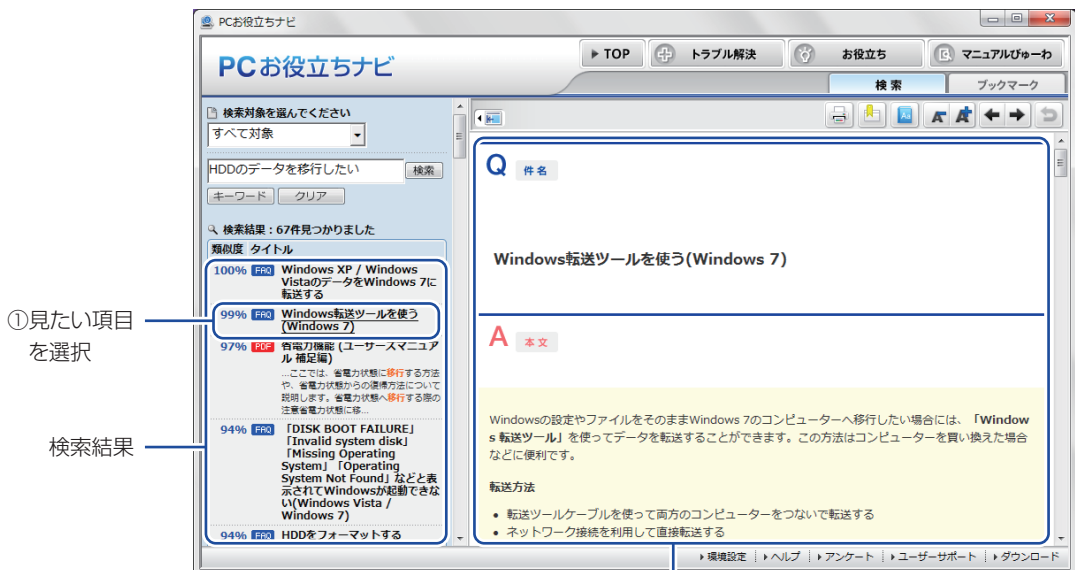 PCお役立ちナビ
PCお役立ちナビ
TOP
トラブル解決
お役立ち
マニュアルびゅーわ
検索
ブックマーク
検索対象を選んでください
すべて対象
HDDのデータを移行したい
検索
キーワード
クリア
検索結果：67件見つかりました
類似度 タイトル
100% FAQ Windows XP / Windows
VistaのデータをWindows 7に
転送する
99% FAQ Windows転送ツールを使う
(Windows 7)
97% PDF 省電力機能 (ユーザーズマニュア
ル 補足編)
...ここでは、省電力状態に移行する方法
や、省電力状態からの復帰方法について
説明します。省電力状態へ移行する際の
注意省電力状態に移...
94% FAQ 「DISK BOOT FAILURE」
「Invalid system disk」
「Missing Operating
System」「Operating
System Not Found」などと表
示されてWindowsが起動できな
い(Windows Vista /
Windows 7)
94% FAQ HDDをフォーマットする
①見たい項目
を選択
検索結果
Q 件名
Windows転送ツールを使う(Windows 7)
A 本文
Windowsの設定やファイルをそのままWindows 7のコンピューターへ移行したい場合には、「Window
s 転送ツール」を使ってデータを転送することができます。この方法はコンピューターを買い換えた場合
などに便利です。
転送方法
• 転送ツールケーブルを使って両方のコンピューターをつないで転送する
• ネットワーク接続を利用して直接転送する
環境設定
ヘルプ
アンケート
ユーザーサポート
ダウンロード